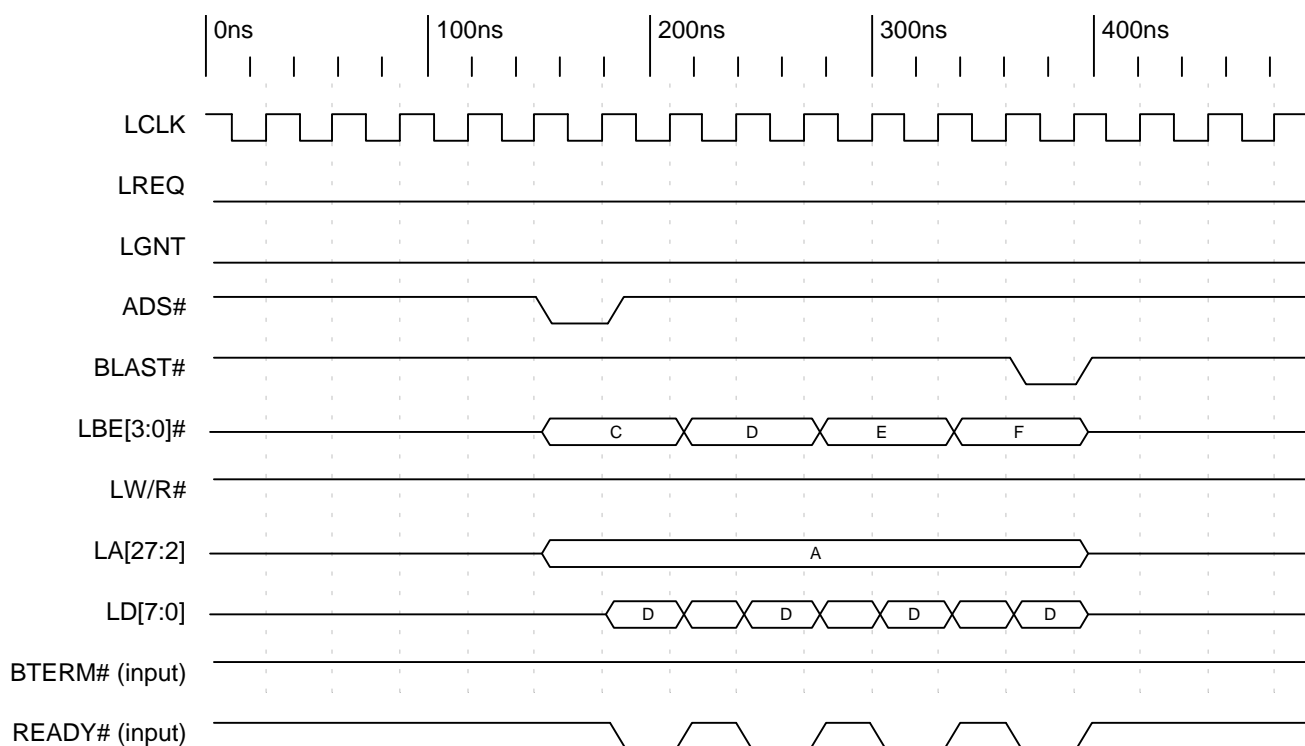 0ns 100ns 200ns 300ns 400ns
LCLK
LREQ
LGNT
ADS#
BLAST#
LBE[3:0]# C D E F
LW/R#
LA[27:2] A
LD[7:0] D D D D
BTERM# (input)
READY# (input)